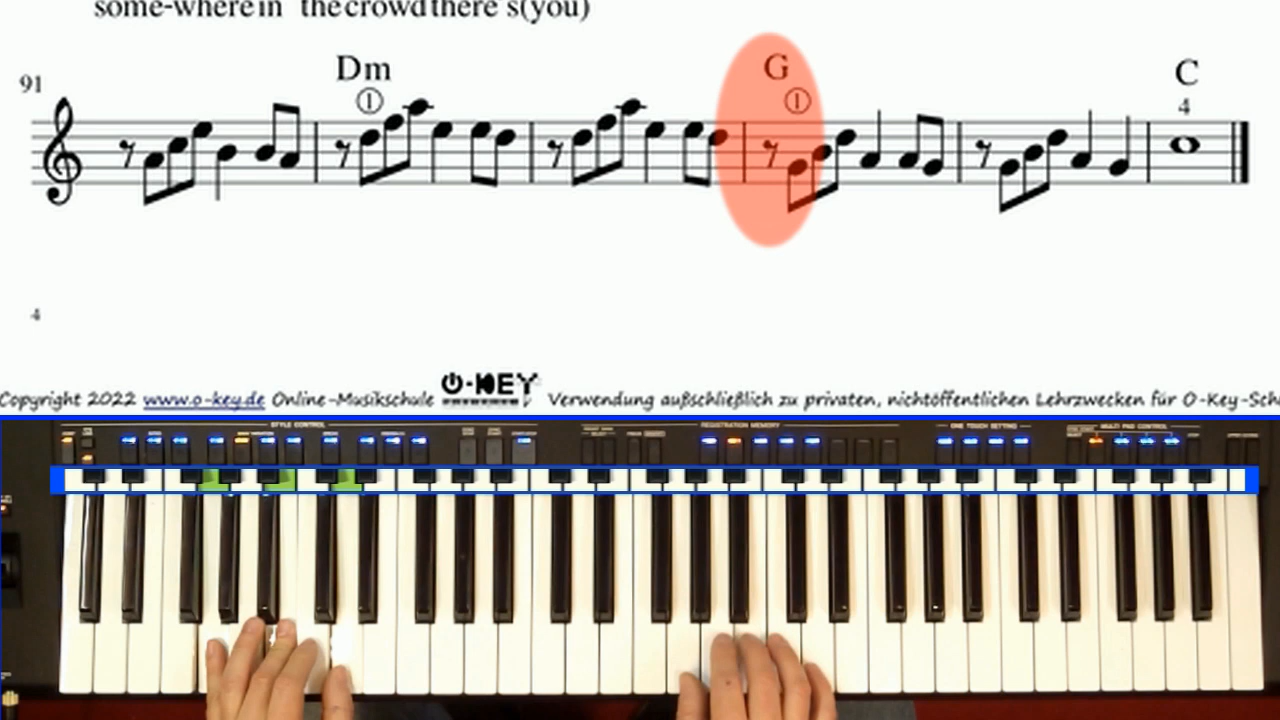 some-where in the crowd there s(you)
91
Dm
G
C
1
1
4
4
Copyright 2022 www.o-key.de Online-Musikschule O-KEY Verwendung außschließlich zu privaten, nichtöffentlichen Lehrzwecken für O-Key-Sch
STYLE CONTROL
REGISTRATION MEMORY
ONE TOUCH SETTING
MULTI PAD CONTROL